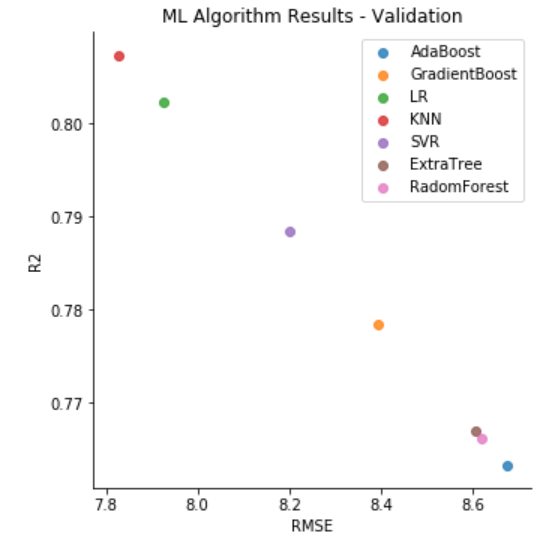 ML Algorithm Results - Validation
AdaBoost
GradientBoost
LR
KNN
SVR
ExtraTree
RadomForest
R2
0.80
0.79
0.78
0.77
7.8 8.0 8.2 8.4 8.6
RMSE